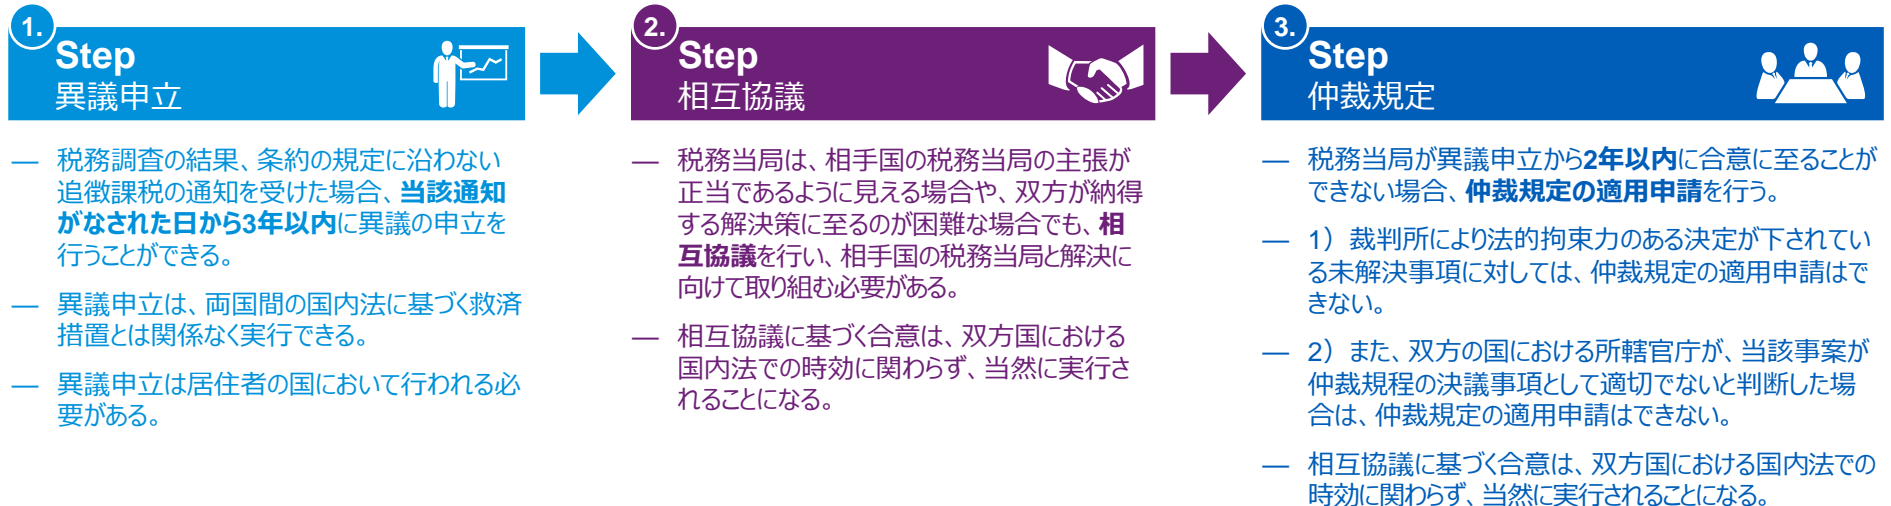 1.
Step
異議申立
― 税務調査の結果、条約の規定に沿わない
追徴課税の通知を受けた場合、当該通知
がなされた日から3年以内に異議の申立を
行うことができる。
― 異議申立は、両国間の国内法に基づく救済
措置とは関係なく実行できる。
― 異議申立は居住者の国において行われる必
要がある。
2.
Step
相互協議
― 税務当局は、相手国の税務当局の主張が
正当であるように見える場合や、双方が納得
する解決策に至るのが困難な場合でも、相
互協議を行い、相手国の税務当局と解決に
向けて取り組む必要がある。
― 相互協議に基づく合意は、双方国における
国内法での時効に関わらず、当然に実行さ
れることになる。
3.
Step
仲裁規定
― 税務当局が異議申立から2年以内に合意に至ることが
できない場合、仲裁規定の適用申請を行う。
― 1）裁判所により法的拘束力のある決定が下されてい
る未解決事項に対しては、仲裁規定の適用申請はで
きない。
― 2）また、双方の国における所轄官庁が、当該事案が
仲裁規程の決議事項として適切でないと判断した場
合は、仲裁規定の適用申請はできない。
― 相互協議に基づく合意は、双方国における国内法での
時効に関わらず、当然に実行されることになる。